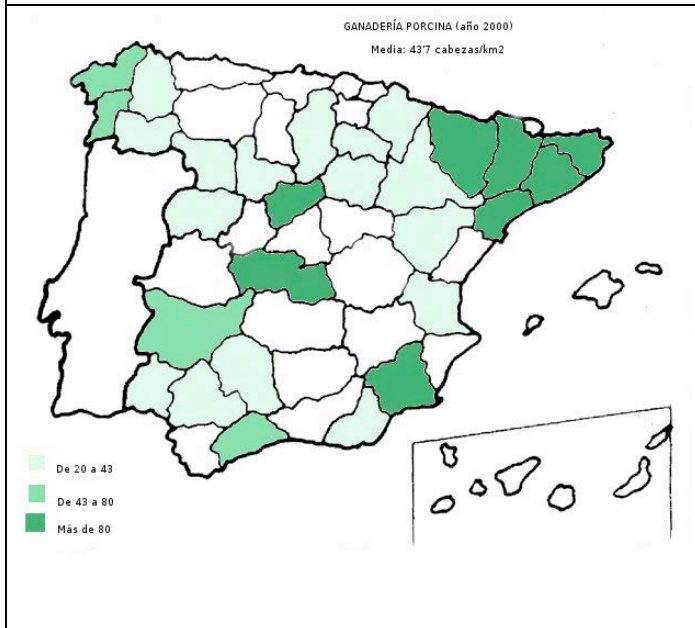 GANADERÍA PORCINA (año 2000)
Media: 43'7 cabezas/km2
De 20 a 43
De 43 a 80
Más de 80